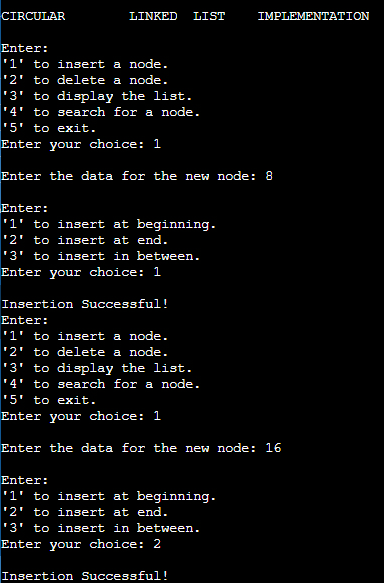 CIRCULAR        LINKED  LIST    IMPLEMENTATION
Enter:
'1' to insert a node.
'2' to delete a node.
'3' to display the list.
'4' to search for a node.
'5' to exit.
Enter your choice: 1
Enter the data for the new node: 8
Enter:
'1' to insert at beginning.
'2' to insert at end.
'3' to insert in between.
Enter your choice: 1
Insertion Successful!
Enter:
'1' to insert a node.
'2' to delete a node.
'3' to display the list.
'4' to search for a node.
'5' to exit.
Enter your choice: 1
Enter the data for the new node: 16
Enter:
'1' to insert at beginning.
'2' to insert at end.
'3' to insert in between.
Enter your choice: 2
Insertion Successful!